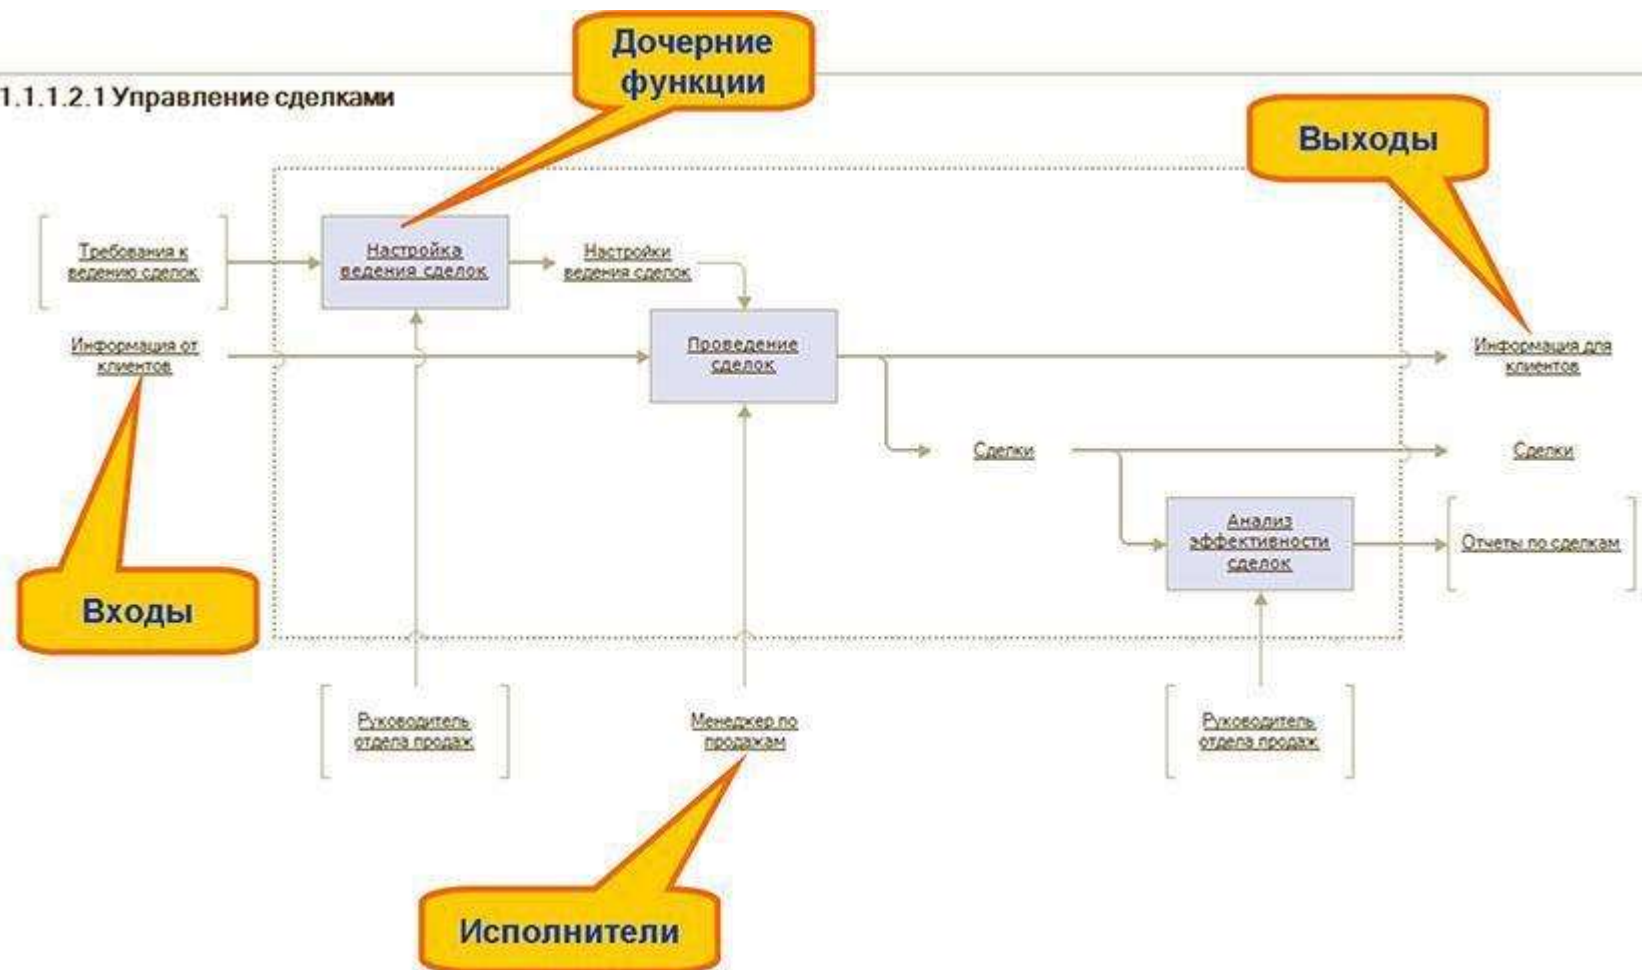 Дочерние
функции
1.1.1.2.1 Управление сделками
Выходы
Требования к
ведению сделок
Настройка
ведения сделок
Настройки
ведения сделок
Информация от
клиентов
Проведение
сделок
Информация для
клиентов
Сделки
Сделки
Анализ
эффективности
сделок
Отчеты по сделкам
Входы
Руководитель
отдела продаж
Менеджер по
продажам
Руководитель
отдела продаж
Исполнители